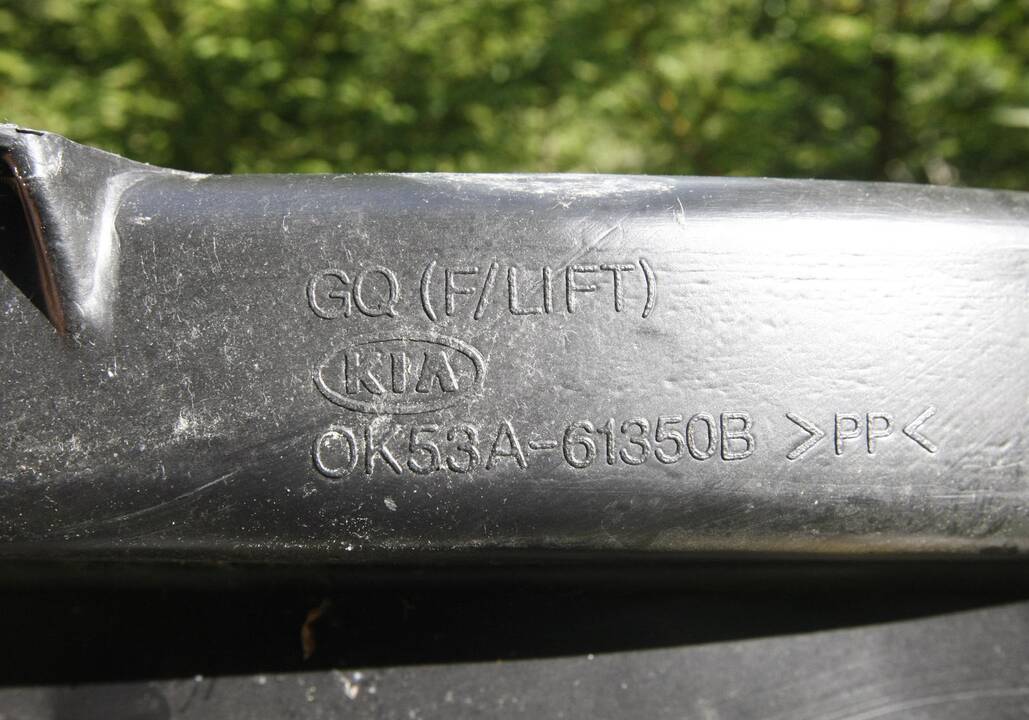 GQ (F/LIFT)
KIA
OK53A-61350B >PP<